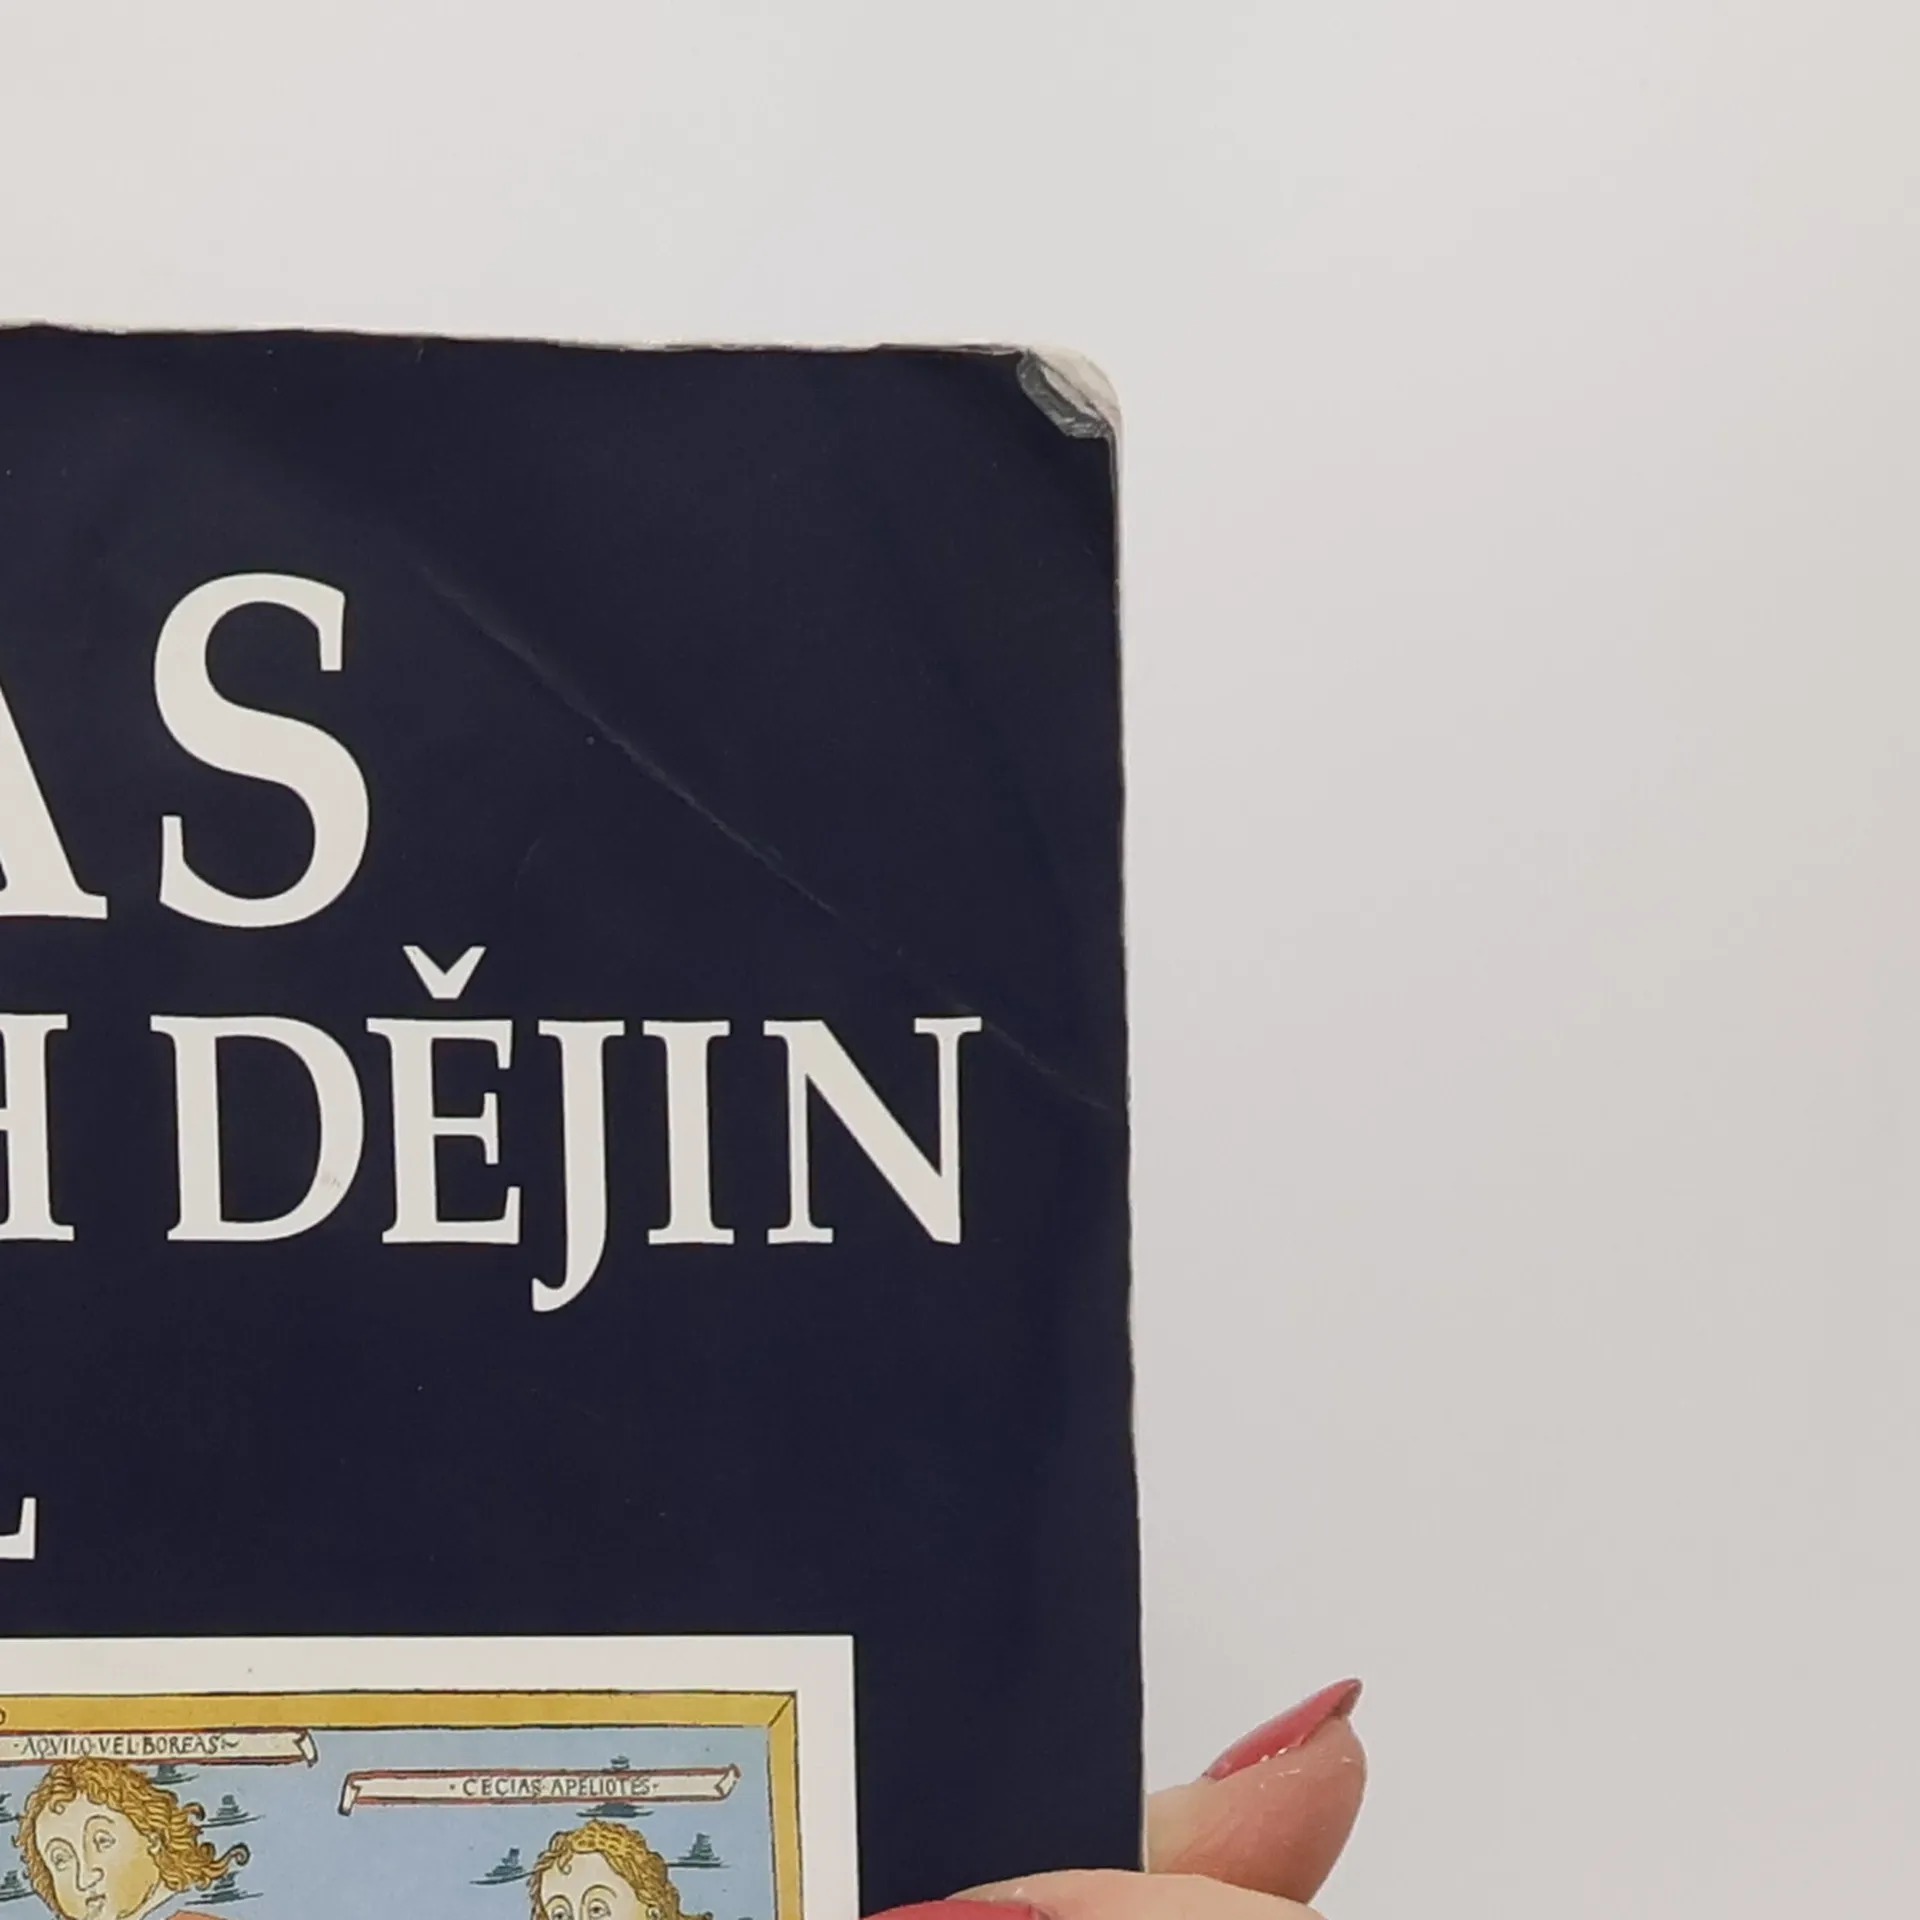 AS
H DĚJIN
L
·AQVILO·VEL·BOREAS·
·CECIAS·APELIOTES·